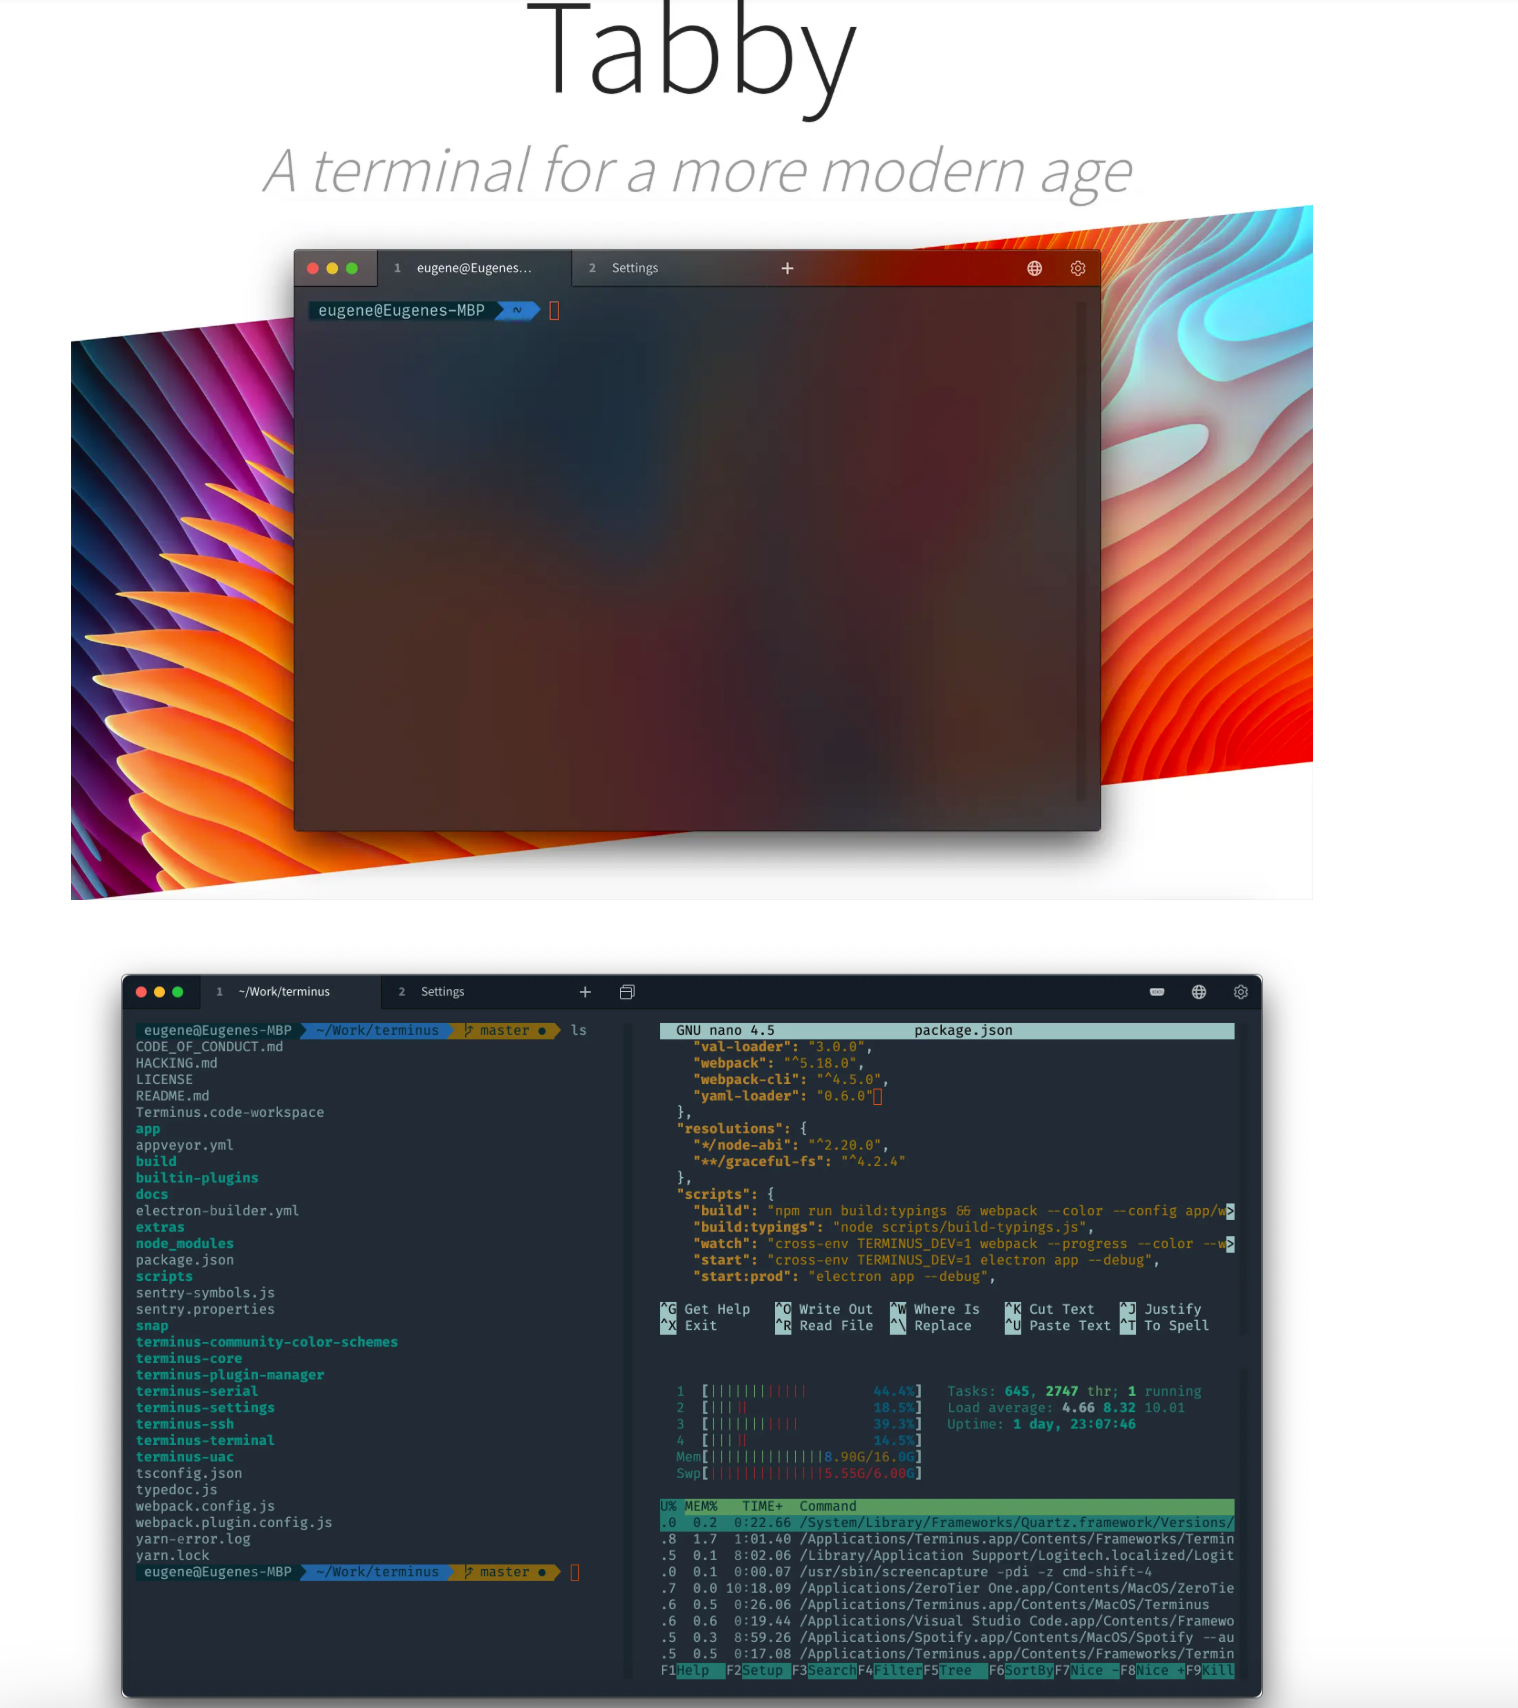 Tabby
A terminal for a more modern age
1 eugene@Eugenes... 2 Settings +
eugene@Eugenes-MBP ~
1 ~/Work/terminus 2 Settings +
eugene@Eugenes-MBP ~/Work/terminus master ● ls
CODE_OF_CONDUCT.md
HACKING.md
LICENSE
README.md
Terminus.code-workspace
app
appveyor.yml
build
builtin-plugins
docs
electron-builder.yml
extras
node_modules
package.json
scripts
sentry-symbols.js
sentry.properties
snap
terminus-community-color-schemes
terminus-core
terminus-plugin-manager
terminus-serial
terminus-settings
terminus-ssh
terminus-terminal
terminus-uac
tsconfig.json
typedoc.js
webpack.config.js
webpack.plugin.config.js
yarn-error.log
yarn.lock
eugene@Eugenes-MBP ~/Work/terminus master ●
GNU nano 4.5 package.json
"val-loader": "3.0.0",
"webpack": "^5.18.0",
"webpack-cli": "^4.5.0",
"yaml-loader": "0.6.0"
},
"resolutions": {
"*/node-abi": "^2.20.0",
"**/graceful-fs": "^4.2.4"
},
"scripts": {
"build": "npm run build:typings && webpack --color --config app/w>
"build:typings": "node scripts/build-typings.js",
"watch": "cross-env TERMINUS_DEV=1 webpack --progress --color --w>
"start": "cross-env TERMINUS_DEV=1 electron app --debug",
"start:prod": "electron app --debug",
^G Get Help ^O Write Out ^W Where Is ^K Cut Text ^J Justify
^X Exit ^R Read File ^\ Replace ^U Paste Text ^T To Spell
1 [||||||||||||| 44.4%] Tasks: 645, 2747 thr; 1 running
2 [||||| 18.5%] Load average: 4.66 8.32 10.01
3 [|||||||||||| 39.3%] Uptime: 1 day, 23:07:46
4 [||||| 14.5%]
Mem[||||||||||||||8.90G/16.0G]
Swp[||||||||||||||5.55G/6.00G]
U% MEM% TIME+ Command
.0 0.2 0:22.66 /System/Library/Frameworks/Quartz.framework/Versions/
.8 1.7 1:01.40 /Applications/Terminus.app/Contents/Frameworks/Termin
.5 0.1 8:02.06 /Library/Application Support/Logitech.localized/Logit
.0 0.1 0:00.07 /usr/sbin/screencapture -pdi -z cmd-shift-4
.7 0.0 10:18.09 /Applications/ZeroTier One.app/Contents/MacOS/ZeroTie
.6 0.5 0:26.06 /Applications/Terminus.app/Contents/MacOS/Terminus
.6 0.6 0:19.44 /Applications/Visual Studio Code.app/Contents/Framewo
.5 0.3 8:59.26 /Applications/Spotify.app/Contents/MacOS/Spotify --au
.5 0.5 0:17.08 /Applications/Terminus.app/Contents/Frameworks/Termin
F1Help F2Setup F3SearchF4FilterF5Tree F6SortByF7Nice -F8Nice +F9Kill